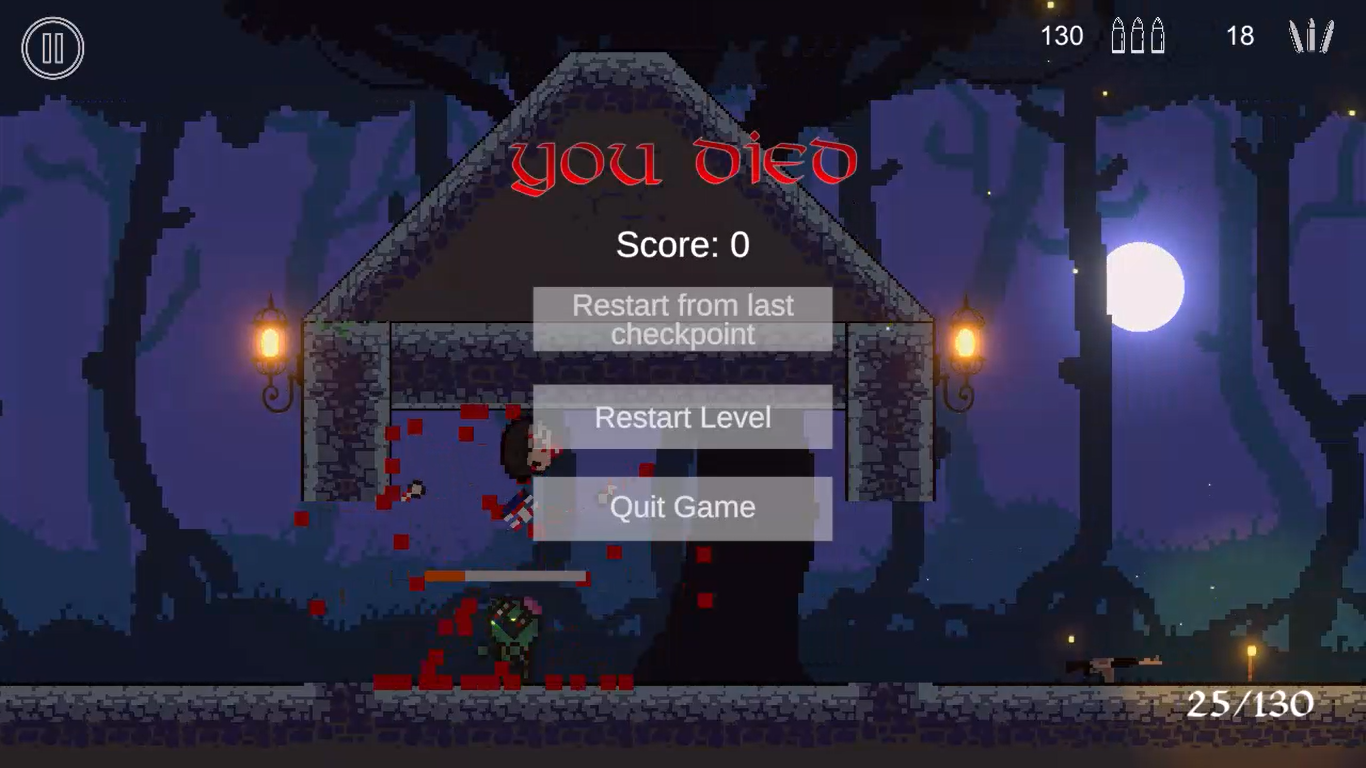 130 18
you died
Score: 0
Restart from last
checkpoint
Restart Level
Quit Game
25/130